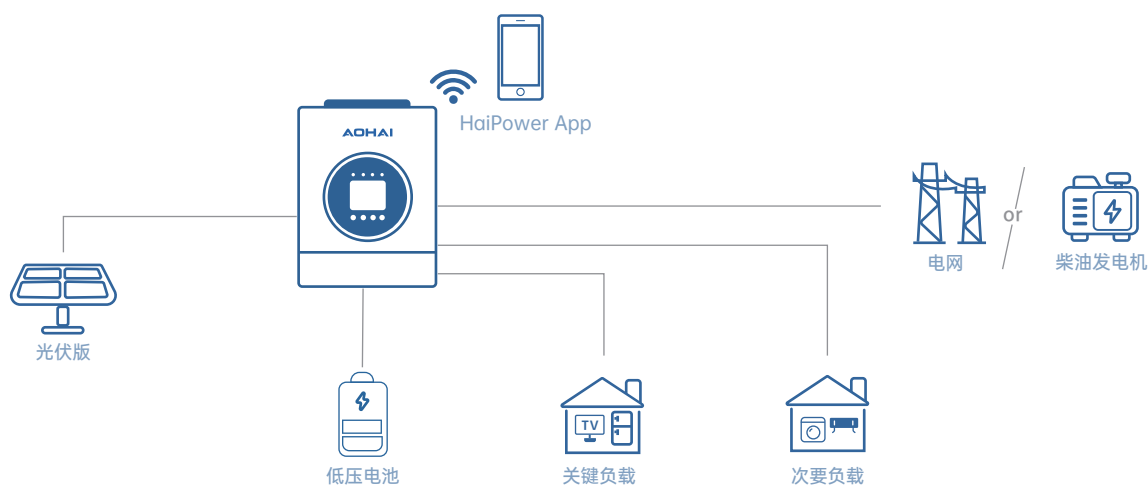 AOHAI
HaiPower App
or
电网
柴油发电机
光伏版
TV
低压电池
关键负载
次要负载